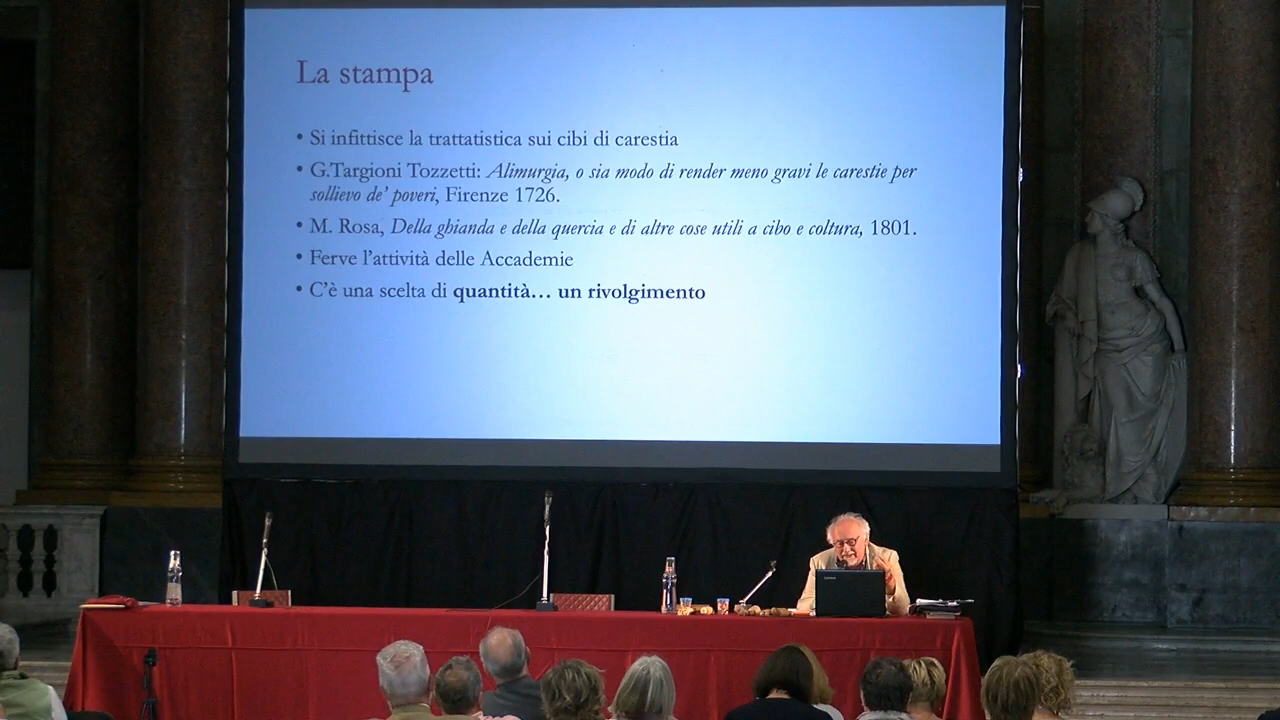 La stampa
• Si infittisce la trattatistica sui cibi di carestia
• G.Targioni Tozzetti: Alimurgia, o sia modo di render meno gravi le carestie per
sollievo de' poveri, Firenze 1726.
• M. Rosa, Della ghianda e della quercia e di altre cose utili a cibo e coltura, 1801.
• Ferve l'attività delle Accademie
• C'è una scelta di quantità… un rivolgimento